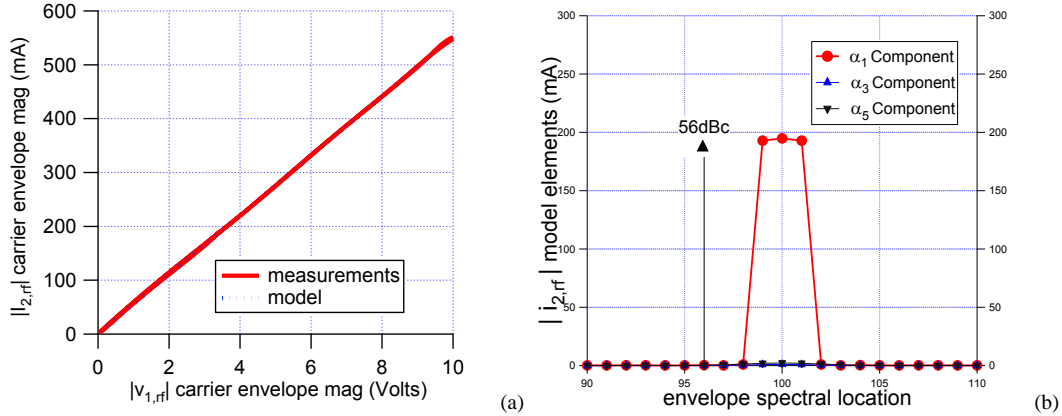 600
500
400
300
200
100
0
|I2,rf| carrier envelope mag (mA)
measurements
model
0 2 4 6 8 10
|v1,rf| carrier envelope mag (Volts)
(a)
300
250
200
150
100
50
0
| i2,rf | model elements (mA)
56dBc
α1 Component
α3 Component
α5 Component
300
250
200
150
100
50
0
90 95 100 105 110
envelope spectral location
(b)